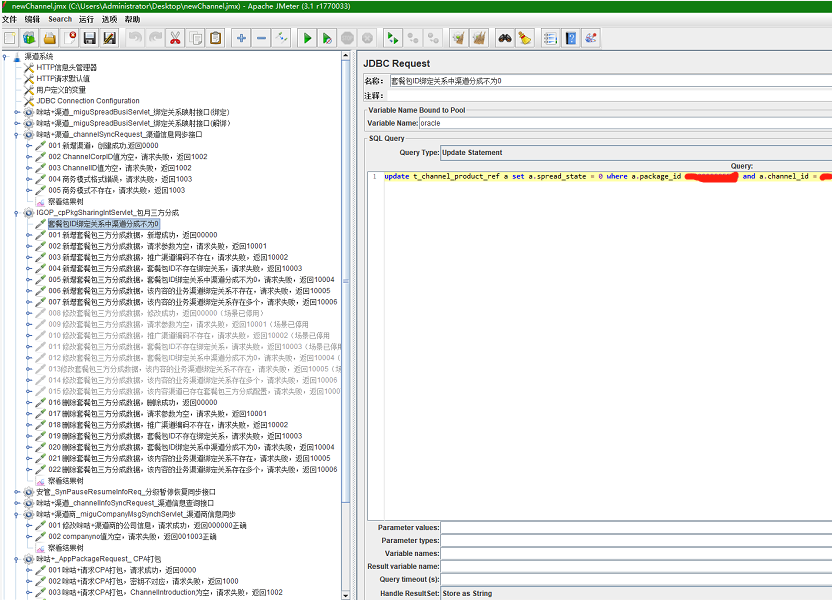 newChannel.jmx (C:\Users\Administrator\Desktop\newChannel.jmx) - Apache JMeter (3.1 r1770033)
文件 编辑 Search 运行 选项 帮助
渠道系统
HTTP信息头管理器
HTTP请求默认值
用户定义的变量
JDBC Connection Configuration
咪咕+渠道_miguSpreadBusiServlet_绑定关系映射接口(绑定)
咪咕+渠道_miguSpreadBusiServlet_绑定关系映射接口(解绑)
咪咕+渠道_channelSyncRequest_渠道信息同步接口
001新增渠道，创建成功,返回0000
002 ChannelCorpID值为空，请求失败，返回1002
003 ChannelID值为空，请求失败，返回1002
004 商务模式格式错误，请求失败，返回1003
005 商务模式不存在，请求失败，返回1003
察看结果树
IGOP_cpPkgSharingIntServlet_包月三方分成
套餐包ID绑定关系中渠道分成不为0
001新增套餐包三方分成数据，新增成功，返回00000
002 新增套餐包三方分成数据，请求参数为空，请求失败，返回10001
003 新增套餐包三方分成数据，推广渠道编码不存在，请求失败，返回10002
004 新增套餐包三方分成数据，套餐包ID不存在绑定关系，请求失败，返回10003
005 新增套餐包三方分成数据，套餐包ID绑定关系中渠道分成不为0，请求失败，返回10004
006 新增套餐包三方分成数据，该内容的业务渠道绑定关系不存在，请求失败，返回10005
007 新增套餐包三方分成数据，该内容的业务渠道绑定关系存在多个，请求失败，返回10006
008 修改套餐包三方分成数据，修改成功，返回00000（场景已停用）
009 修改套餐包三方分成数据，请求参数为空，请求失败，返回10001（场景已停用
010 修改套餐包三方分成数据，推广渠道编码不存在，请求失败，返回10002（场景已停用
011 修改套餐包三方分成数据，套餐包ID不存在绑定关系，请求失败，返回10003（场景已停
012 修改套餐包三方分成数据，套餐包ID绑定关系中渠道分成不为0，请求失败，返回10004（
013修改套餐包三方分成数据，该内容的业务渠道绑定关系不存在，请求失败，返回10005（场
014 修改套餐包三方分成数据，该内容的业务渠道绑定关系存在多个，请求失败，返回10006
015 修改套餐包三方分成数据，该内容渠道已存在套餐包三方分成配置，请求失败，返回1000
016 删除套餐包三方分成数据，删除成功，返回00000
017 删除套餐包三方分成数据，请求参数为空，请求失败，返回10001
018 删除套餐包三方分成数据，推广渠道编码不存在，请求失败，返回10002
019 删除套餐包三方分成数据，套餐包ID不存在绑定关系，请求失败，返回10003
020 删除套餐包三方分成数据，套餐包ID绑定关系中渠道分成不为0，请求失败，返回10004
021 删除套餐包三方分成数据，该内容的业务渠道绑定关系不存在，请求失败，返回10005
022 删除套餐包三方分成数据，该内容的业务渠道绑定关系存在多个，请求失败，返回10006
察看结果树
安管_SynPauseResumeInfoReq_分级暂停恢复同步接口
咪咕+渠道_channelInfoSyncRequest_渠道信息查询接口
咪咕+渠道商_miguCompanyMsgSynchServlet_渠道商信息同步
001 修改咪咕+渠道商的公司信息，请求成功，返回000000正确
002 companyno值为空，请求失败，返回001003正确
察看结果树
咪咕+_AppPackageRequest_ CPA打包
001 咪咕+请求CPA打包，请求成功，返回0000
002 咪咕+请求CPA打包，密钥不对应，请求失败，返回1000
003 咪咕+请求CPA打包，ChannelIntroduction为空，请求失败，返回1002
JDBC Request
名称： 套餐包ID绑定关系中渠道分成不为0
注释：
Variable Name Bound to Pool
Variable Name: oracle
SQL Query
Query Type: Update Statement
Query:
1 update t_channel_product_ref a set a.spread_state = 0 where a.package_id and a.channel_id =
Parameter values:
Parameter types:
Variable names:
Result variable name:
Query timeout (s):
Handle ResultSet: Store as String